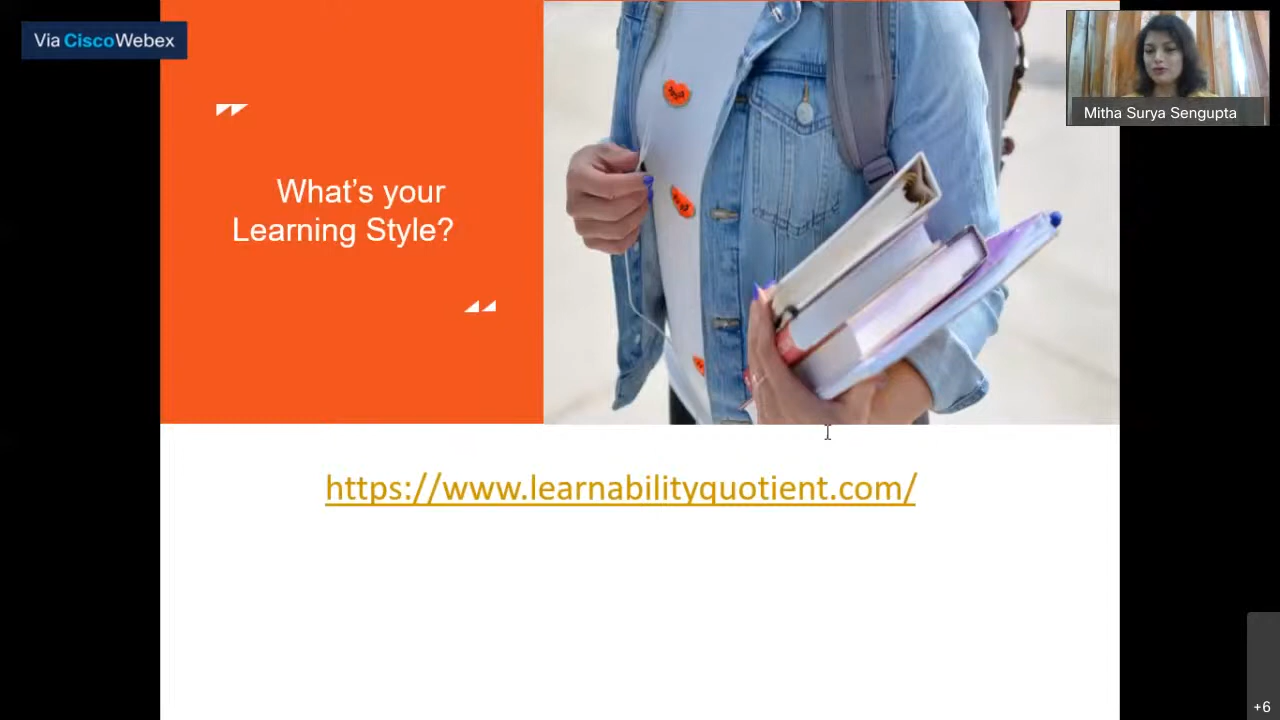 Via CiscoWebex
What's your
Learning Style?
Mitha Surya Sengupta
https://www.learnabilityquotient.com/
+6